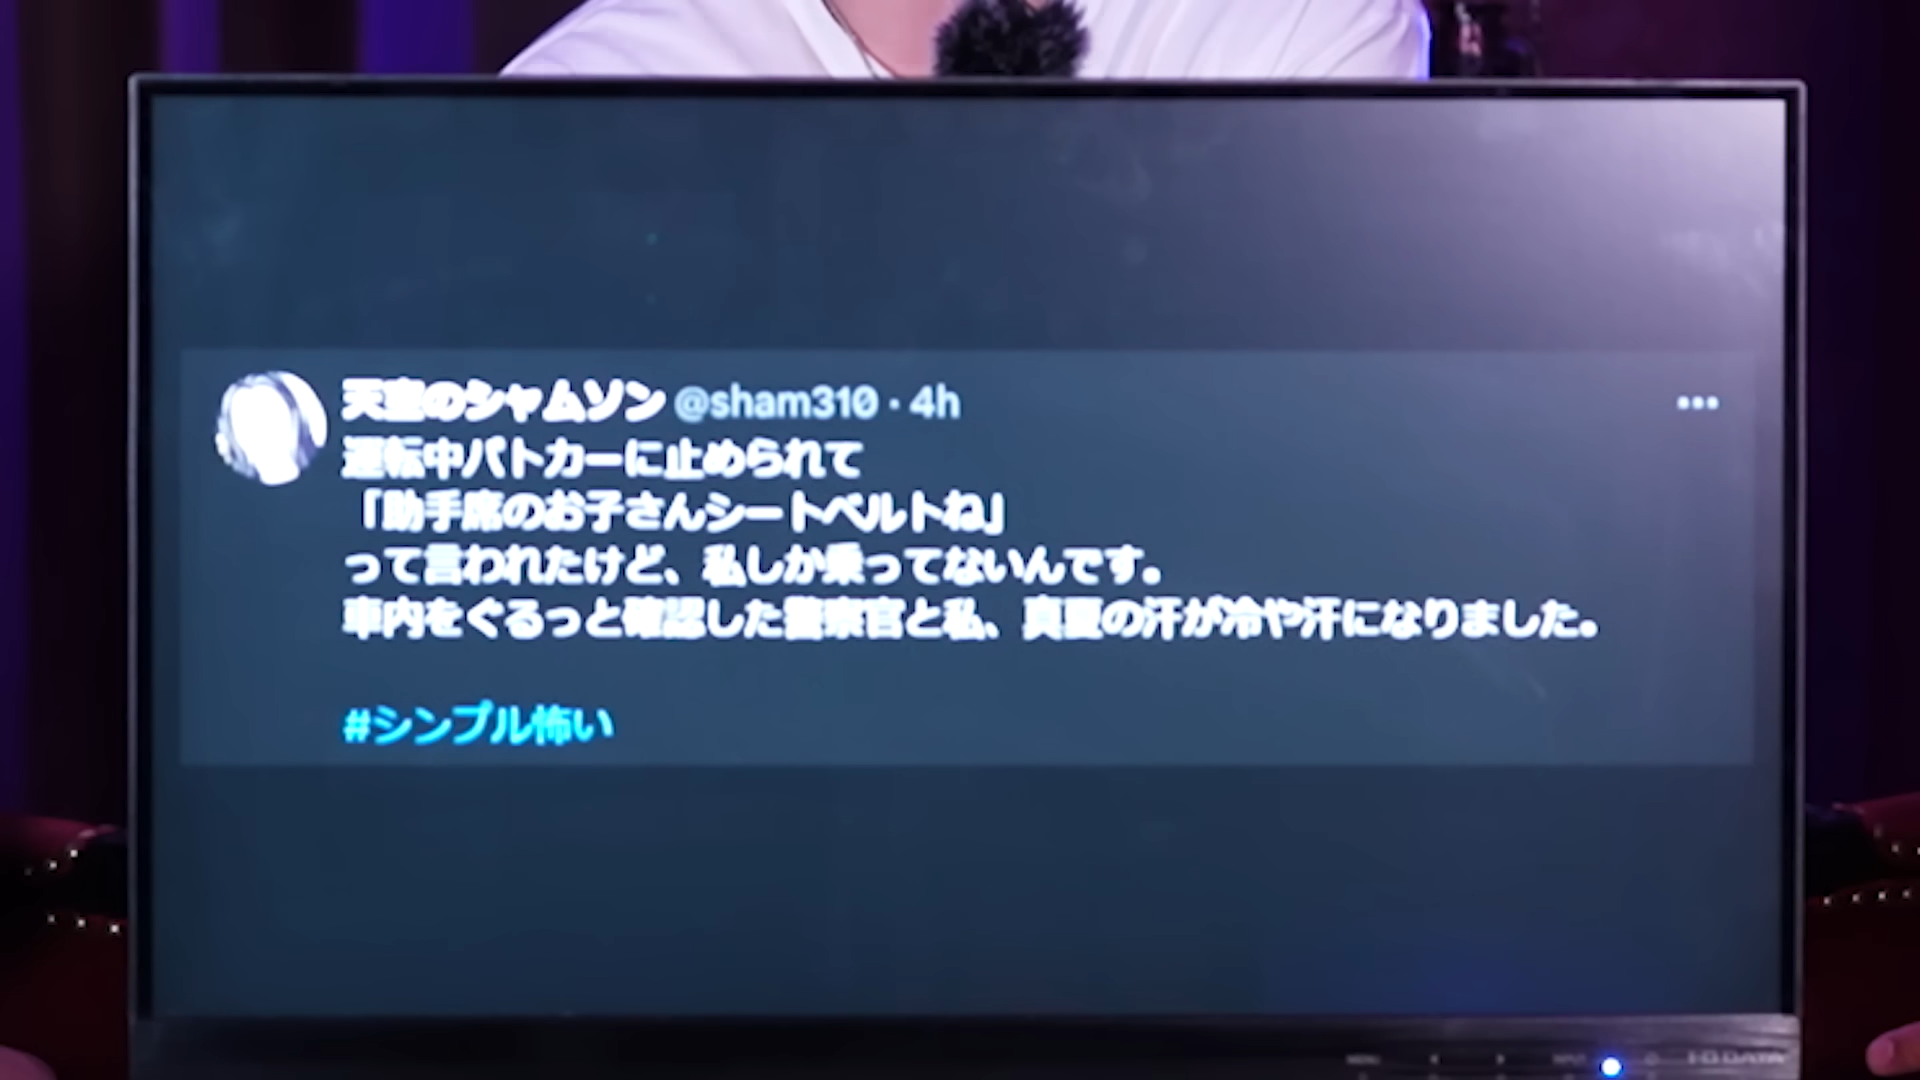 天空のシャムソン @sham310・4h
運転中パトカーに止められて
「助手席のお子さんシートベルトね」
って言われたけど、私しか乗ってないんです。
車内をぐるっと確認した警察官と私、真夏の汗が冷や汗になりました。
#シンプル怖い
MENU INPUT I-O DATA